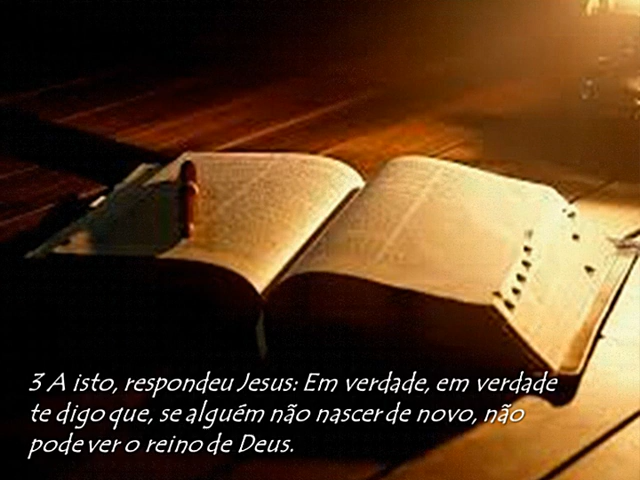 3 A isto, respondeu Jesus: Em verdade, em verdade
te digo que, se alguém não nascer de novo, não
pode ver o reino de Deus.